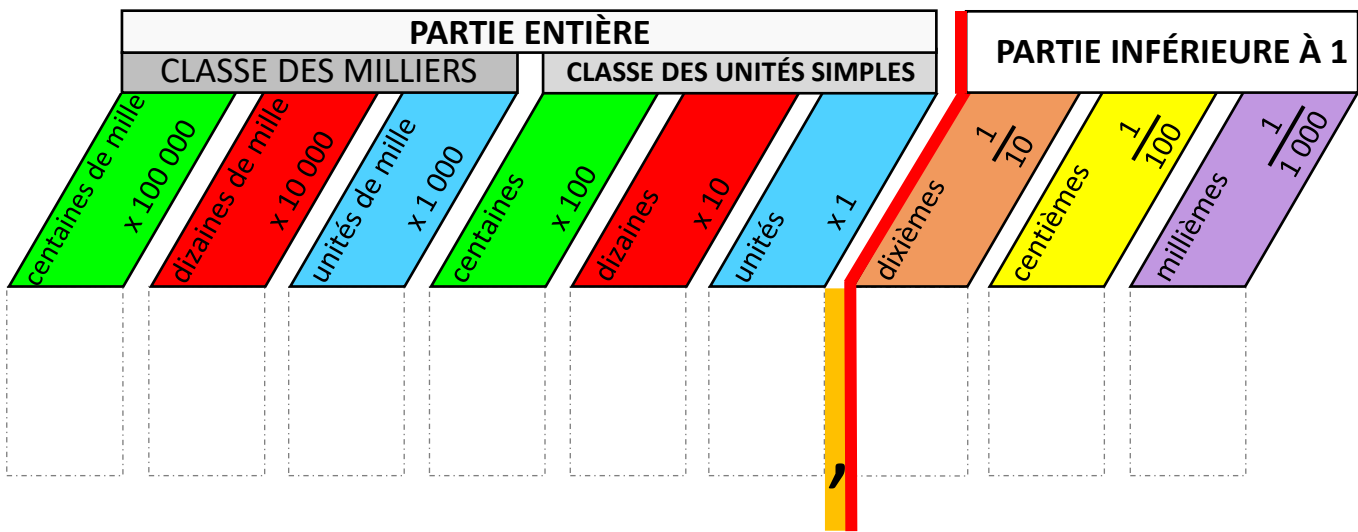 PARTIE ENTIÈRE
PARTIE INFÉRIEURE À 1
CLASSE DES MILLIERS
CLASSE DES UNITÉS SIMPLES
centaines de mille
x 100 000
dizaines de mille
x 10 000
unités de mille
x 1 000
centaines
x 100
dizaines
x 10
unités
x 1
dixièmes
1
10
centièmes
1
100
millièmes
1
1 000
,